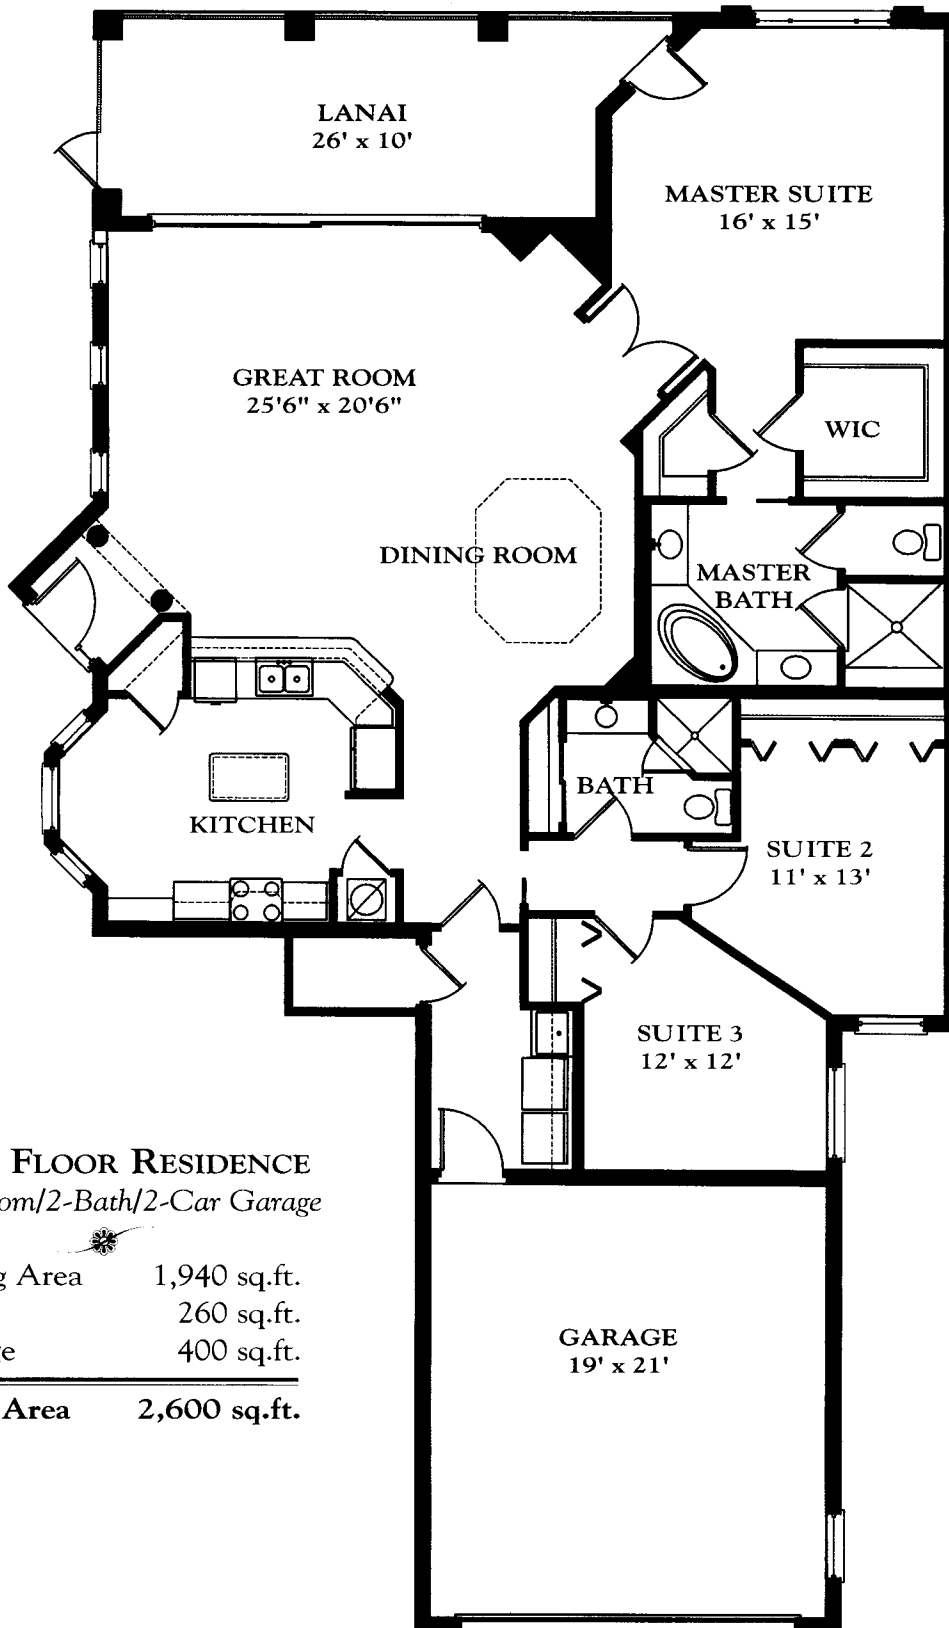 LANAI
26' x 10'
MASTER SUITE
16' x 15'
GREAT ROOM
25'6" x 20'6"
WIC
DINING ROOM
MASTER
BATH
BATH
KITCHEN
SUITE 2
11' x 13'
SUITE 3
12' x 12'
FLOOR RESIDENCE
om/2-Bath/2-Car Garage
g Area 1,940 sq.ft.
260 sq.ft.
ge 400 sq.ft.
Area 2,600 sq.ft.
GARAGE
19' x 21'